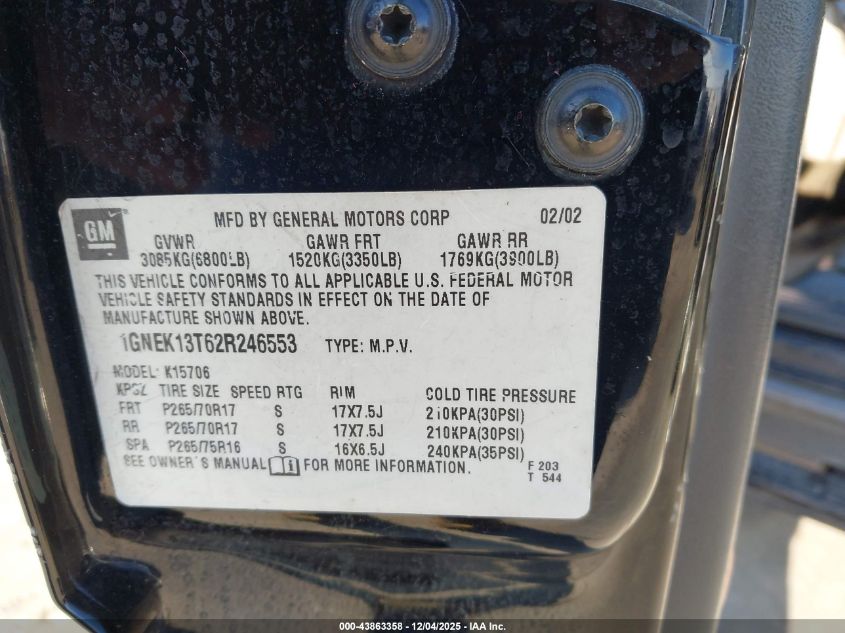 GM
MFD BY GENERAL MOTORS CORP 02/02
GVWR GAWR FRT GAWR RR
3085KG(6800LB) 1520KG(3350LB) 1769KG(3900LB)
THIS VEHICLE CONFORMS TO ALL APPLICABLE U.S. FEDERAL MOTOR
VEHICLE SAFETY STANDARDS IN EFFECT ON THE DATE OF
MANUFACTURE SHOWN ABOVE.
1GNEK13T62R246553 TYPE: M.P.V.
MODEL: K15706
TIRE SIZE SPEED RTG RIM COLD TIRE PRESSURE
FRT P265/70R17 S 17X7.5J 210KPA(30PSI)
RR P265/70R17 S 17X7.5J 210KPA(30PSI)
SPA P265/75R16 S 16X6.5J 240KPA(35PSI)
SEE OWNER'S MANUAL FOR MORE INFORMATION.
F 203
T 544
000-43863358 - 12/04/2025 - IAA Inc.